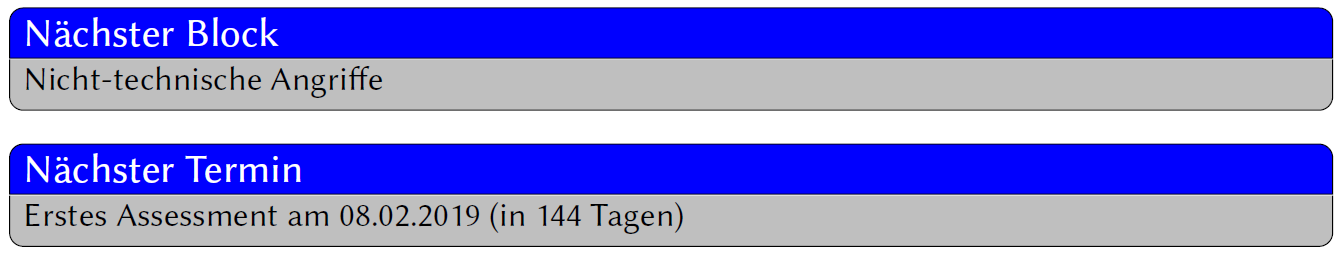 Nächster Block
Nicht-technische Angriffe
Nächster Termin
Erstes Assessment am 08.02.2019 (in 144 Tagen)